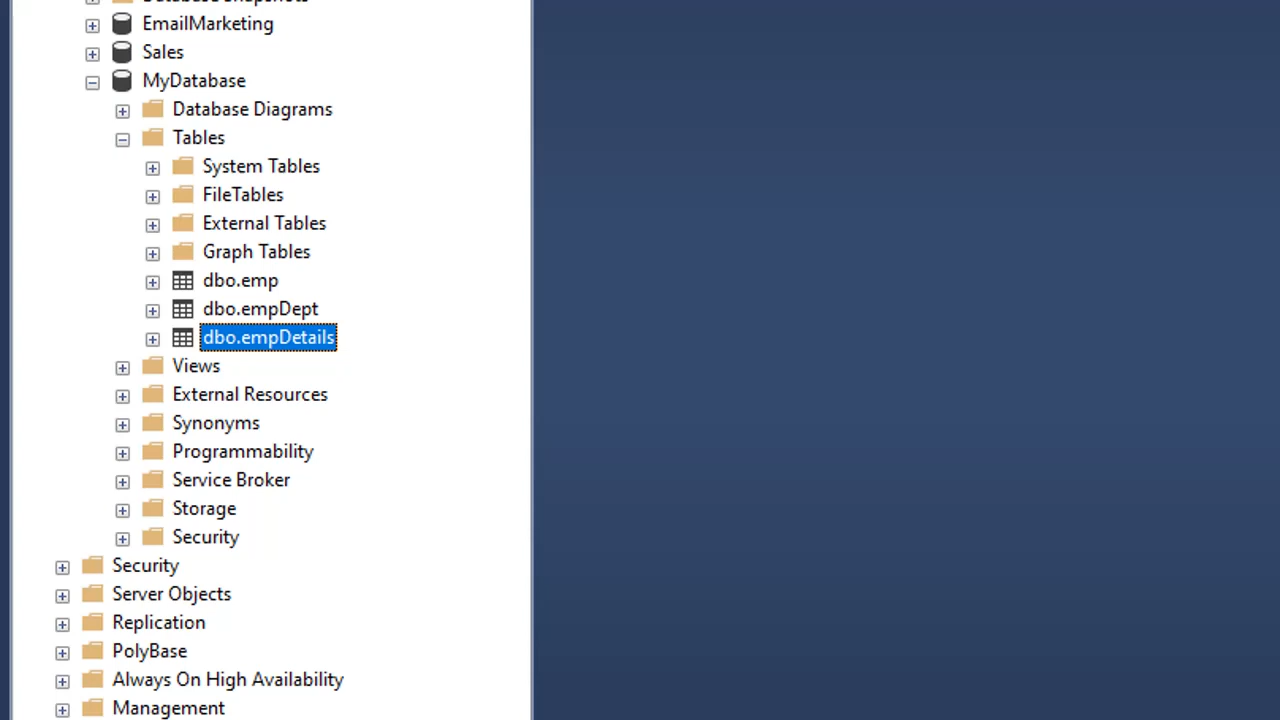 Database Snapshots
EmailMarketing
Sales
MyDatabase
Database Diagrams
Tables
System Tables
FileTables
External Tables
Graph Tables
dbo.emp
dbo.empDept
dbo.empDetails
Views
External Resources
Synonyms
Programmability
Service Broker
Storage
Security
Security
Server Objects
Replication
PolyBase
Always On High Availability
Management